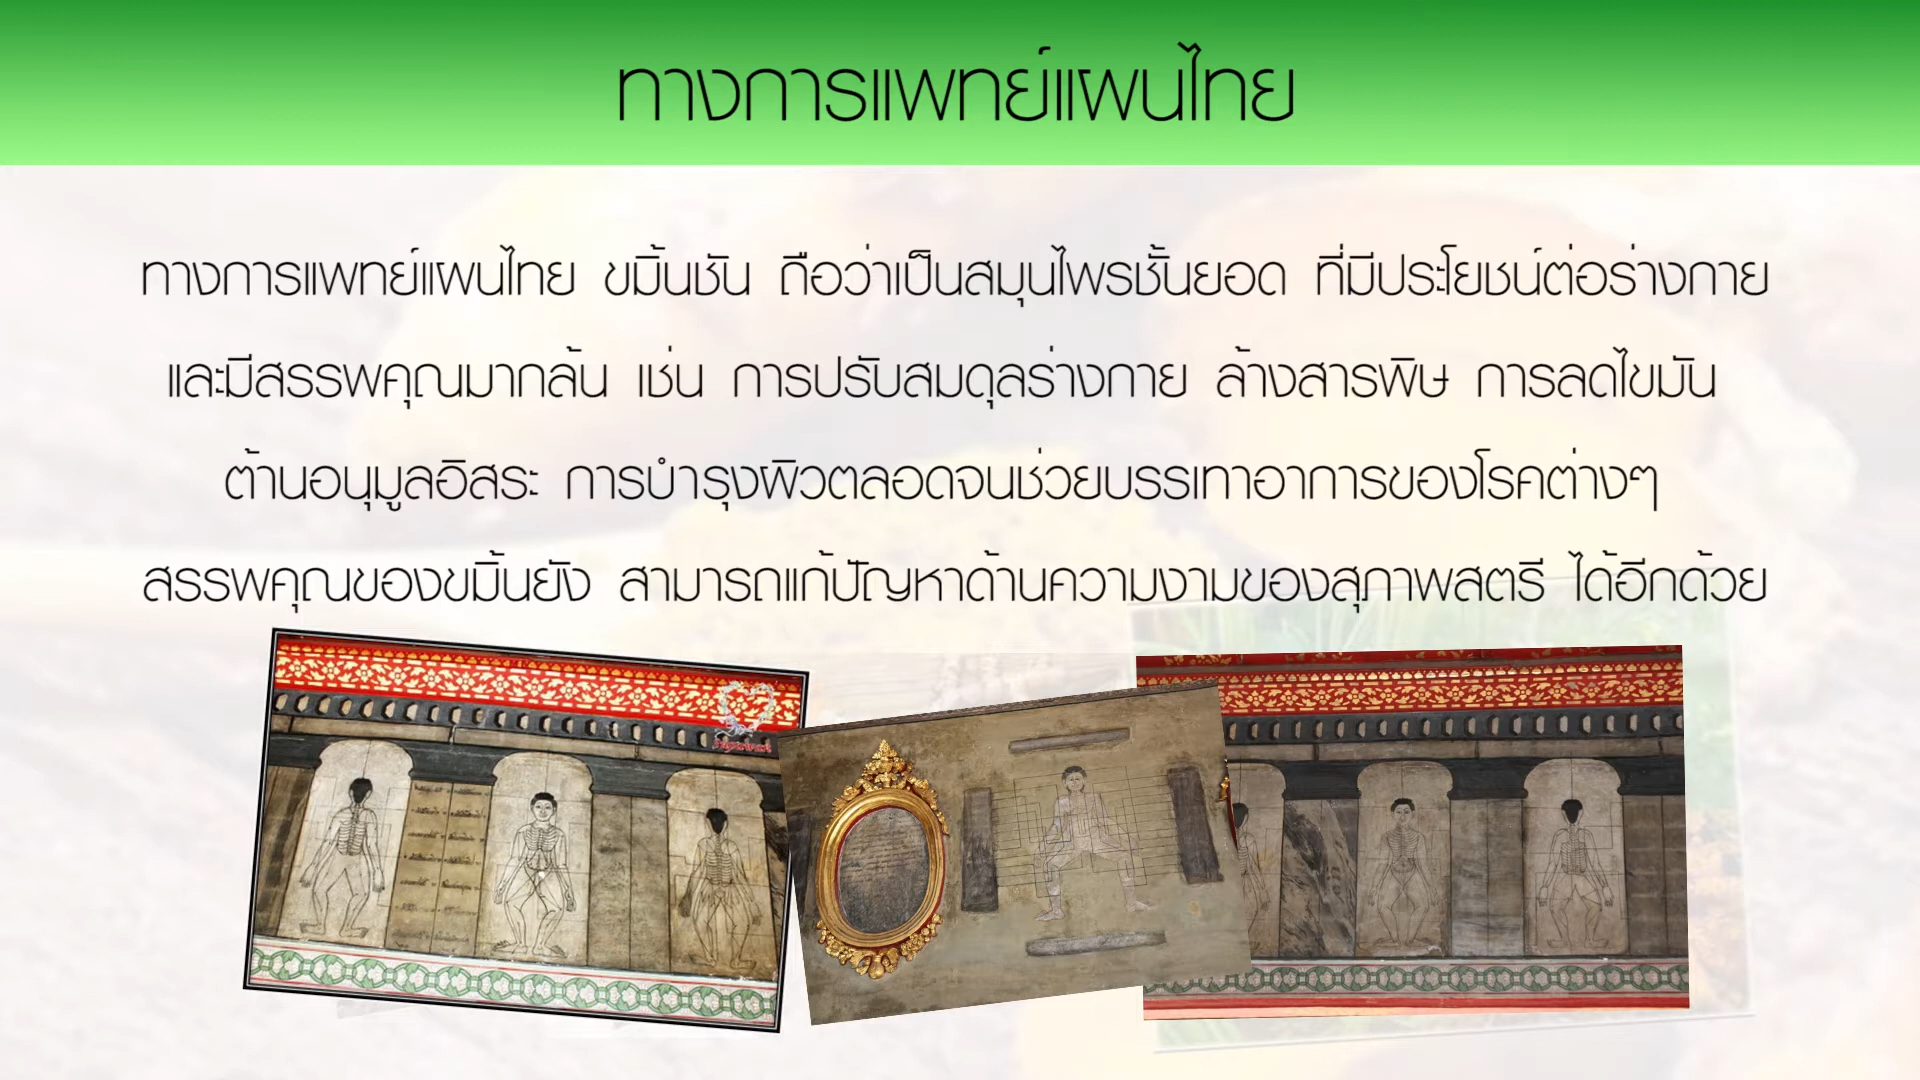 ทางการแพทย์แผนไทย
ทางการแพทย์แผนไทย ขมิ้นชัน ถือว่าเป็นสมุนไพรชั้นยอด ที่มีประโยชน์ต่อร่างกาย
และมีสรรพคุณมากล้น เช่น การปรับสมดุลร่างกาย ล้างสารพิษ การลดไขมัน
ต้านอนุมูลอิสระ การบำรุงผิวตลอดจนช่วยบรรเทาอาการของโรคต่างๆ
สรรพคุณของขมิ้นยัง สามารถแก้ปัญหาด้านความงามของสุภาพสตรี ได้อีกด้วย